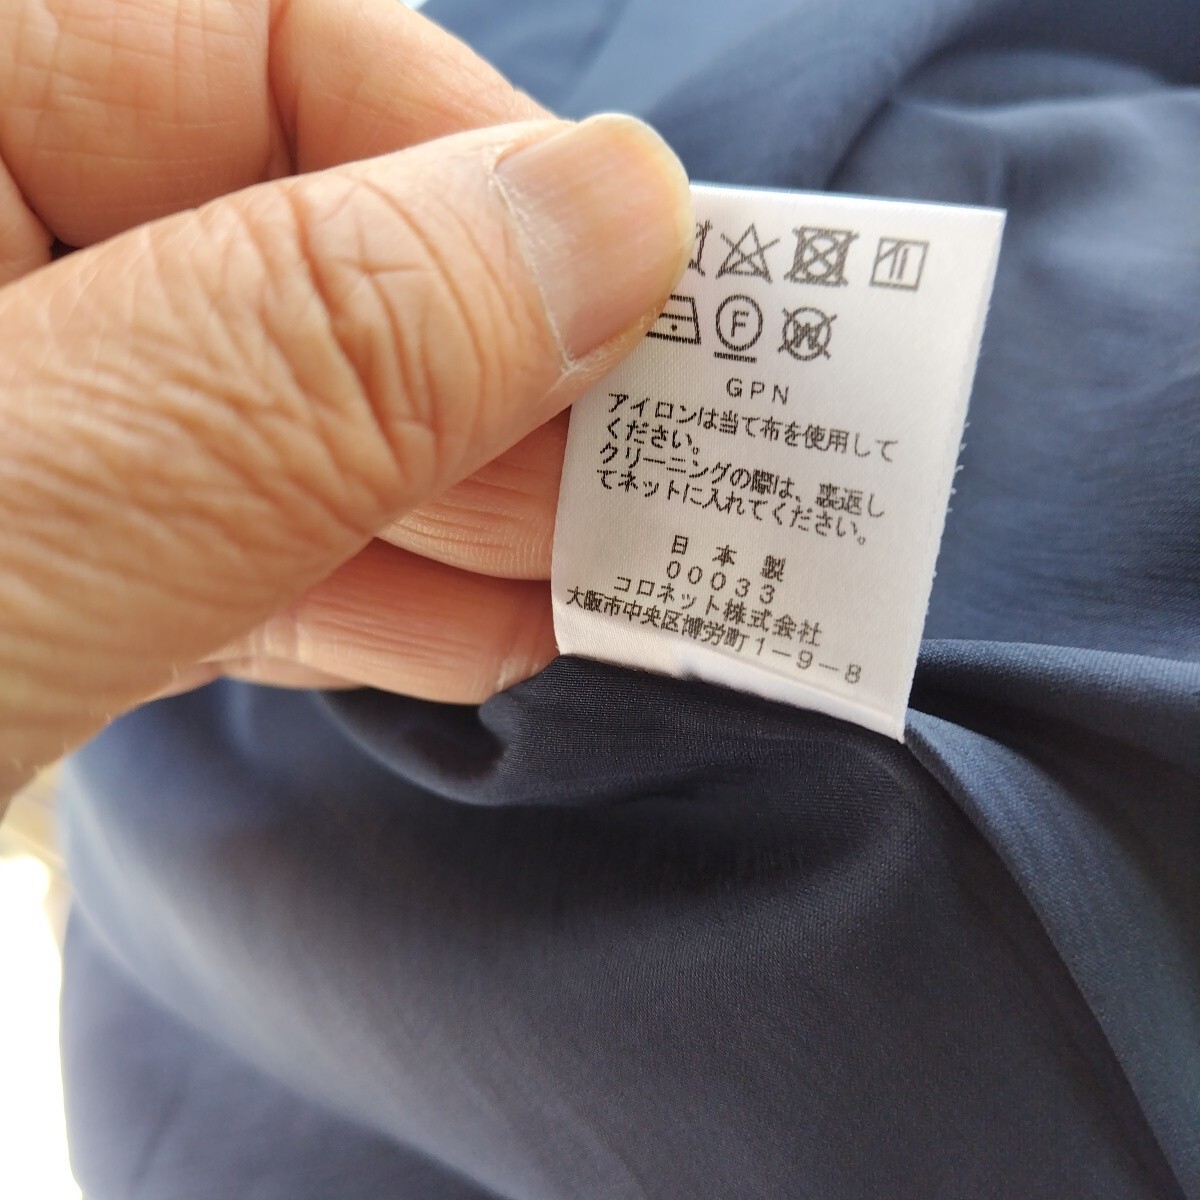 F W
GPN
アイロンは当て布を使用して
ください。
クリーニングの際は、裏返し
てネットに入れてください。
日本製
00033
コロネット株式会社
大阪市中央区博労町1-9-8